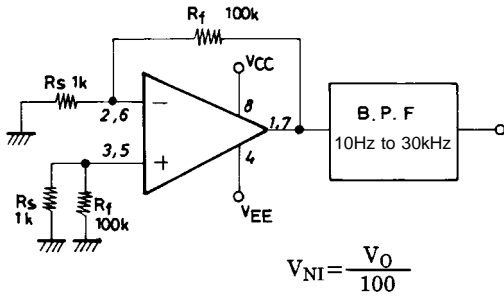 Rf 100k
VCC
Rs 1k
8
2,6
−
1,7
B.P.F
10Hz to 30kHz
3,5
+
4
Rs
1k
Rf
100k
VEE
VNI = VO
100